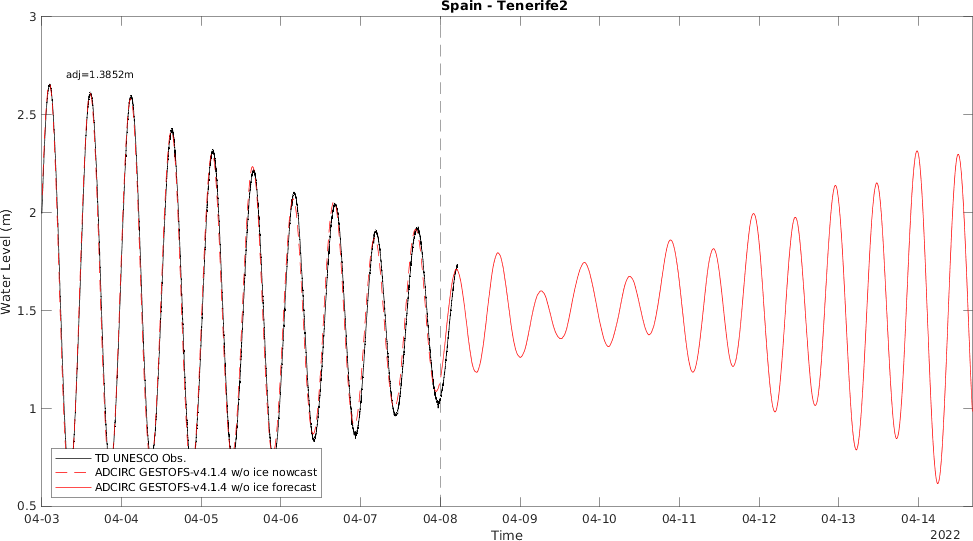 Spain - Tenerife2
adj=1.3852m
3
2.5
2
1.5
1
0.5
Water Level (m)
TD UNESCO Obs.
ADCIRC GESTOFS-v4.1.4 w/o ice nowcast
ADCIRC GESTOFS-v4.1.4 w/o ice forecast
04-03 04-04 04-05 04-06 04-07 04-08 04-09 04-10 04-11 04-12 04-13 04-14
2022
Time